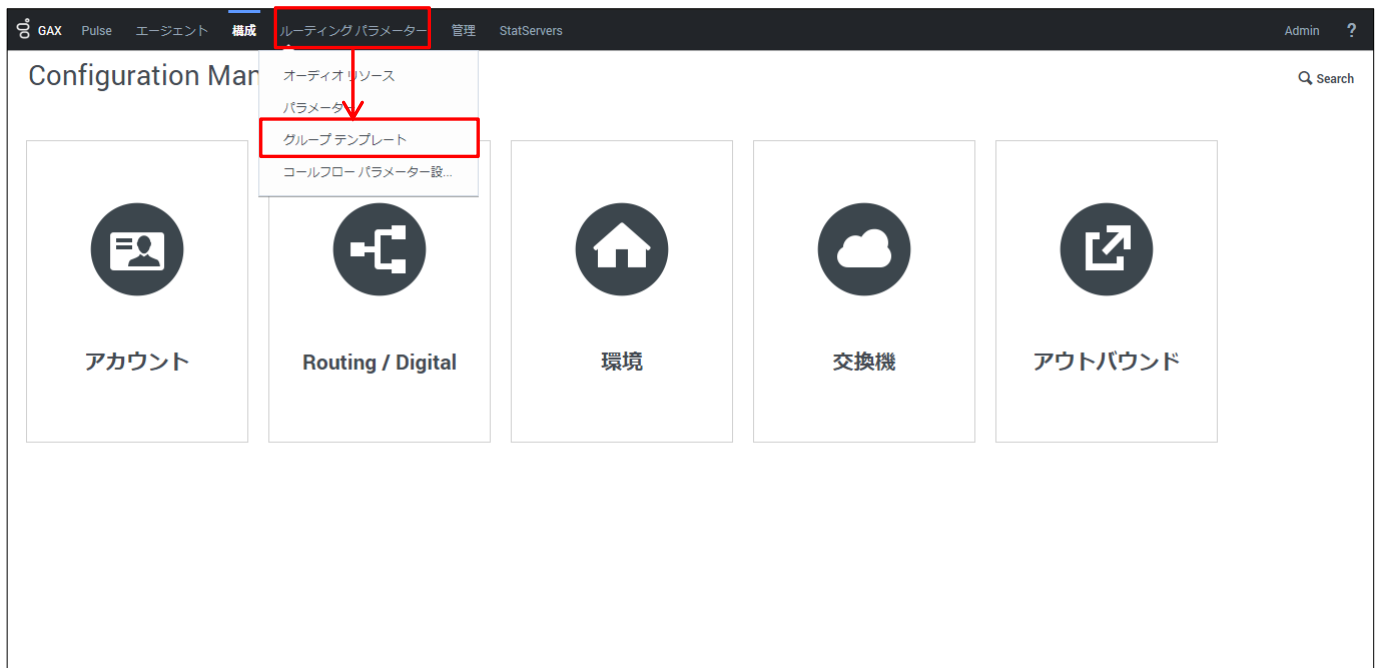 GAX Pulse エージェント 構成 ルーティング パラメーター 管理 StatServers Admin ?
Configuration Man
Search
オーディオ リソース
パラメーター
グループ テンプレート
コールフロー パラメーター設...
アカウント
Routing / Digital
環境
交換機
アウトバウンド